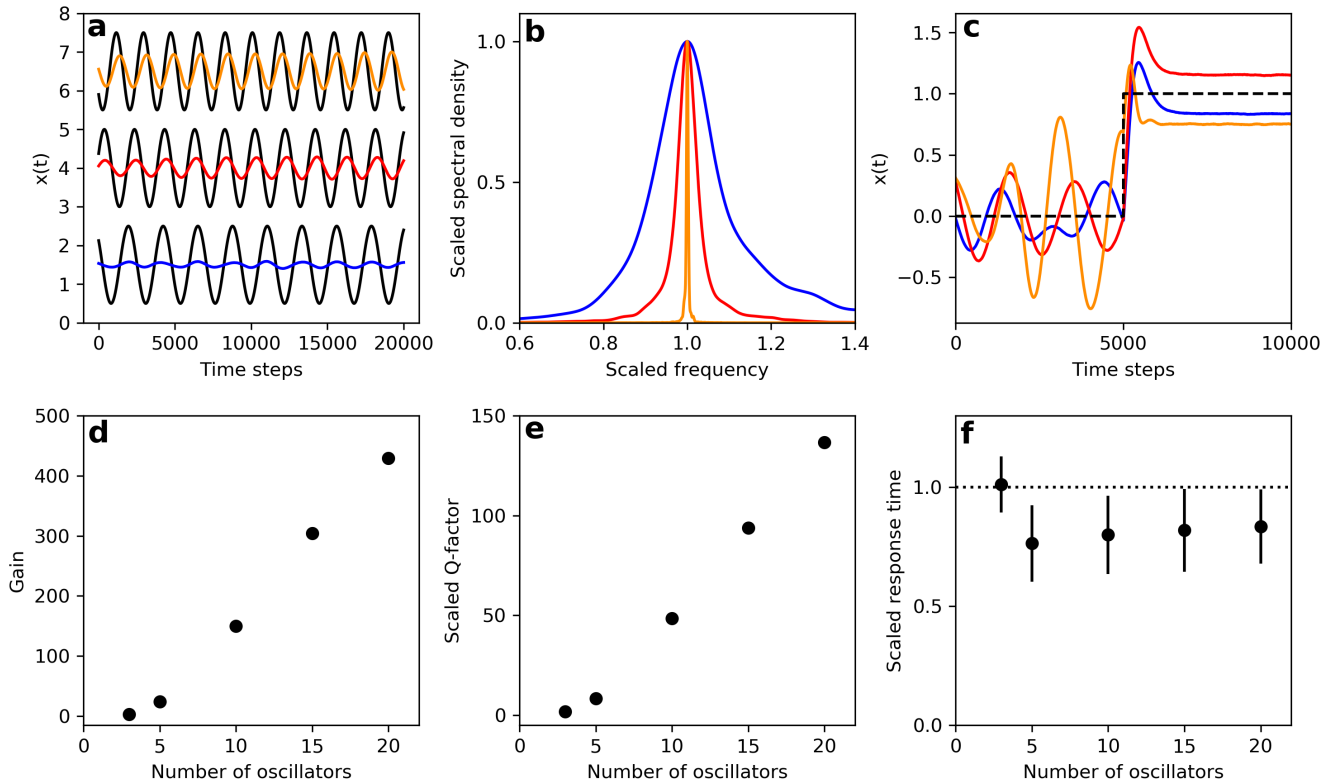 a
8
7
6
5
4
3
2
1
0
x(t)
0 5000 10000 15000 20000
Time steps
b
1.0
0.5
0.0
Scaled spectral density
0.6 0.8 1.0 1.2 1.4
Scaled frequency
c
1.5
1.0
0.5
0.0
−0.5
x(t)
0 5000 10000
Time steps
d
500
400
300
200
100
0
Gain
0 5 10 15 20
Number of oscillators
e
150
100
50
0
Scaled Q-factor
0 5 10 15 20
Number of oscillators
f
1.0
0.5
0.0
Scaled response time
0 5 10 15 20
Number of oscillators